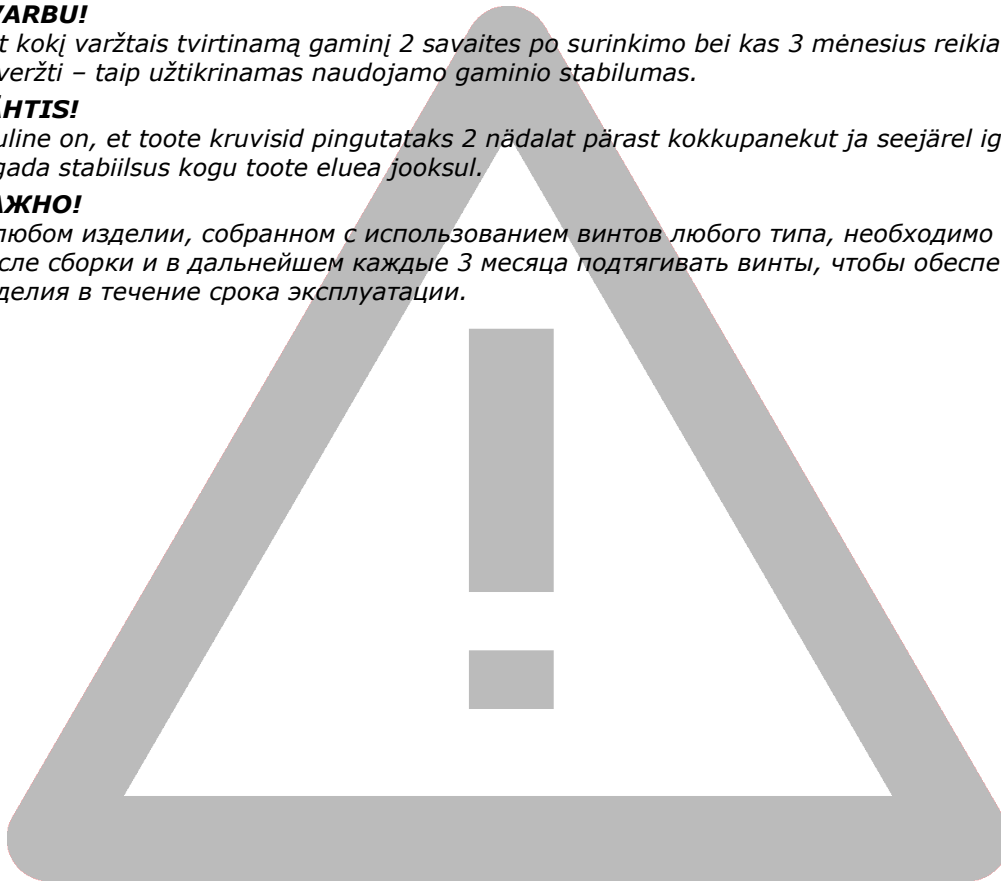 VARBU!
t kokį varžtais tvirtinamą gaminį 2 savaites po surinkimo bei kas 3 mėnesius reikia
veržti – taip užtikrinamas naudojamo gaminio stabilumas.
ÄHTIS!
uline on, et toote kruvisid pingutataks 2 nädalat pärast kokkupanekut ja seejärel ig
gada stabiilsus kogu toote eluea jooksul.
АЖНО!
любом изделии, собранном с использованием винтов любого типа, необходимо
сле сборки и в дальнейшем каждые 3 месяца подтягивать винты, чтобы обеспе
делия в течение срока эксплуатации.